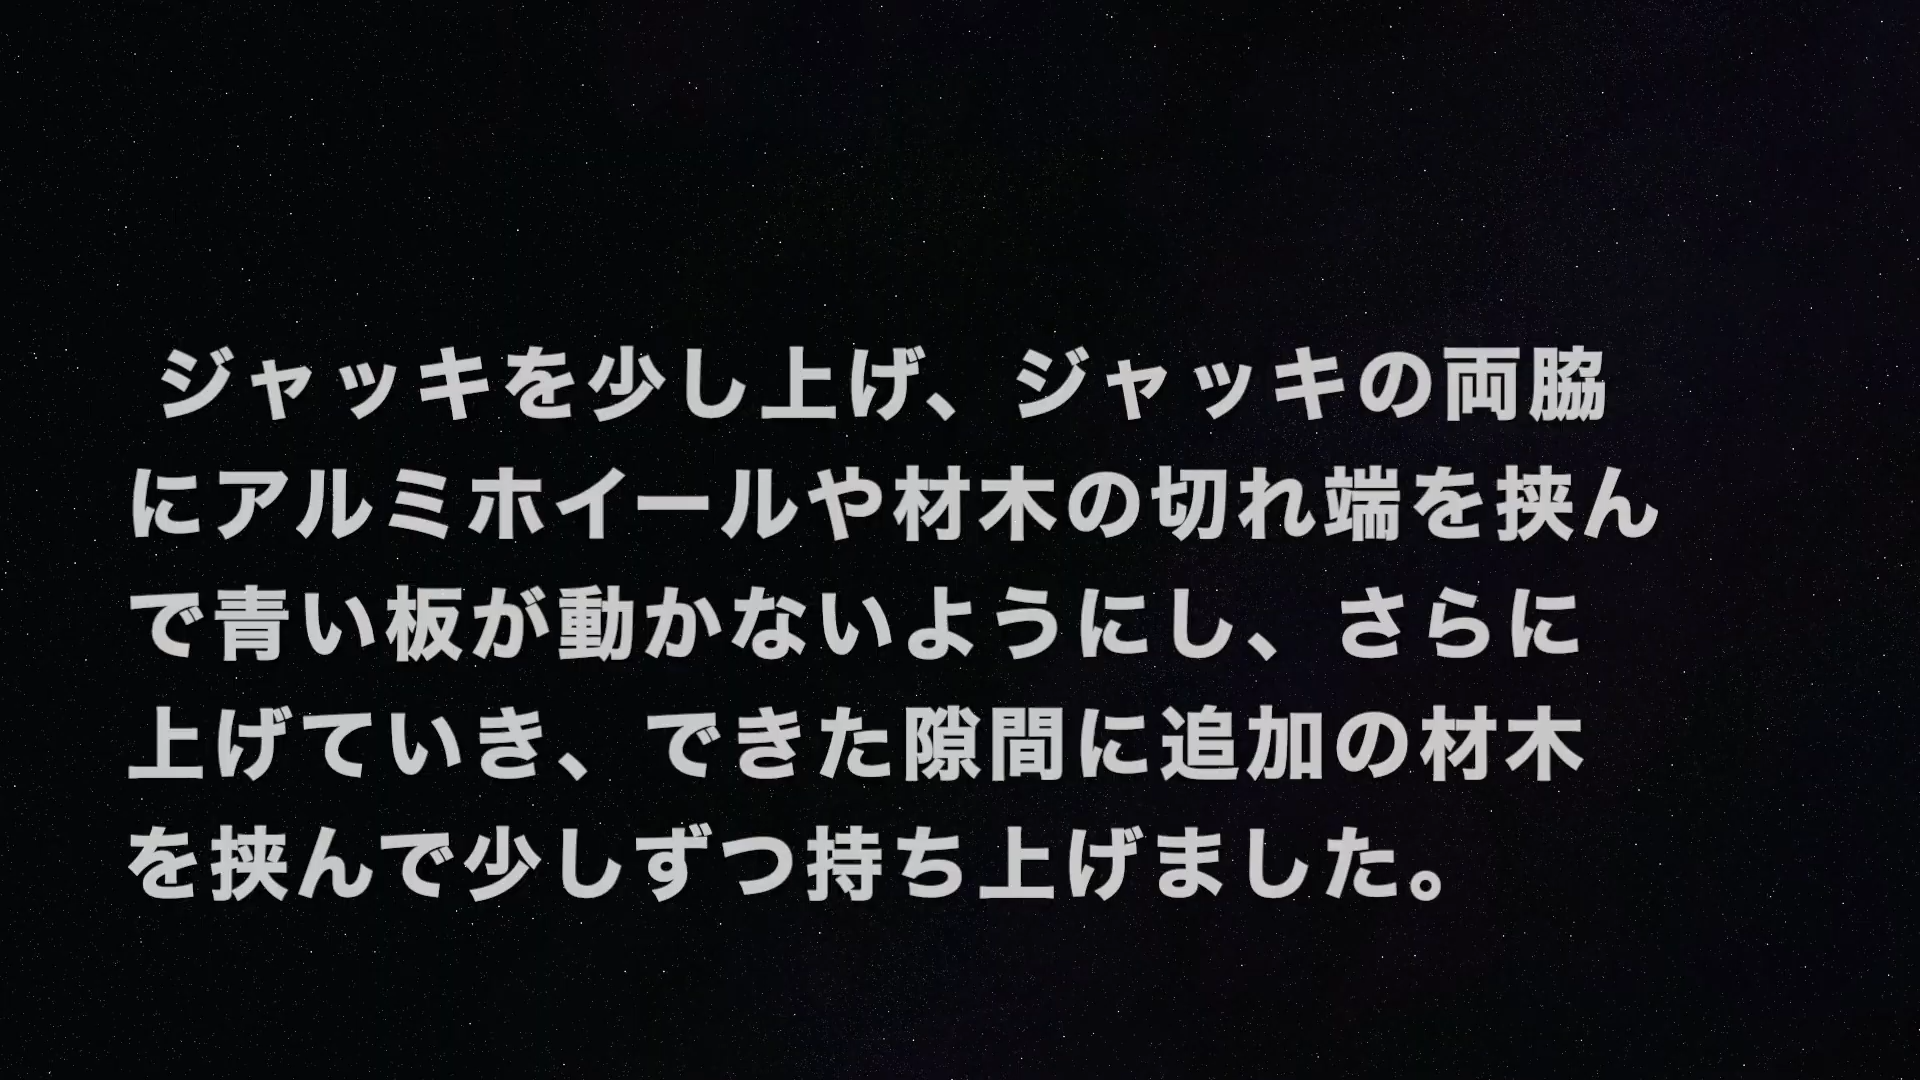 ジャッキを少し上げ、ジャッキの両脇
にアルミホイールや材木の切れ端を挟ん
で青い板が動かないようにし、さらに
上げていき、できた隙間に追加の材木
を挟んで少しずつ持ち上げました。